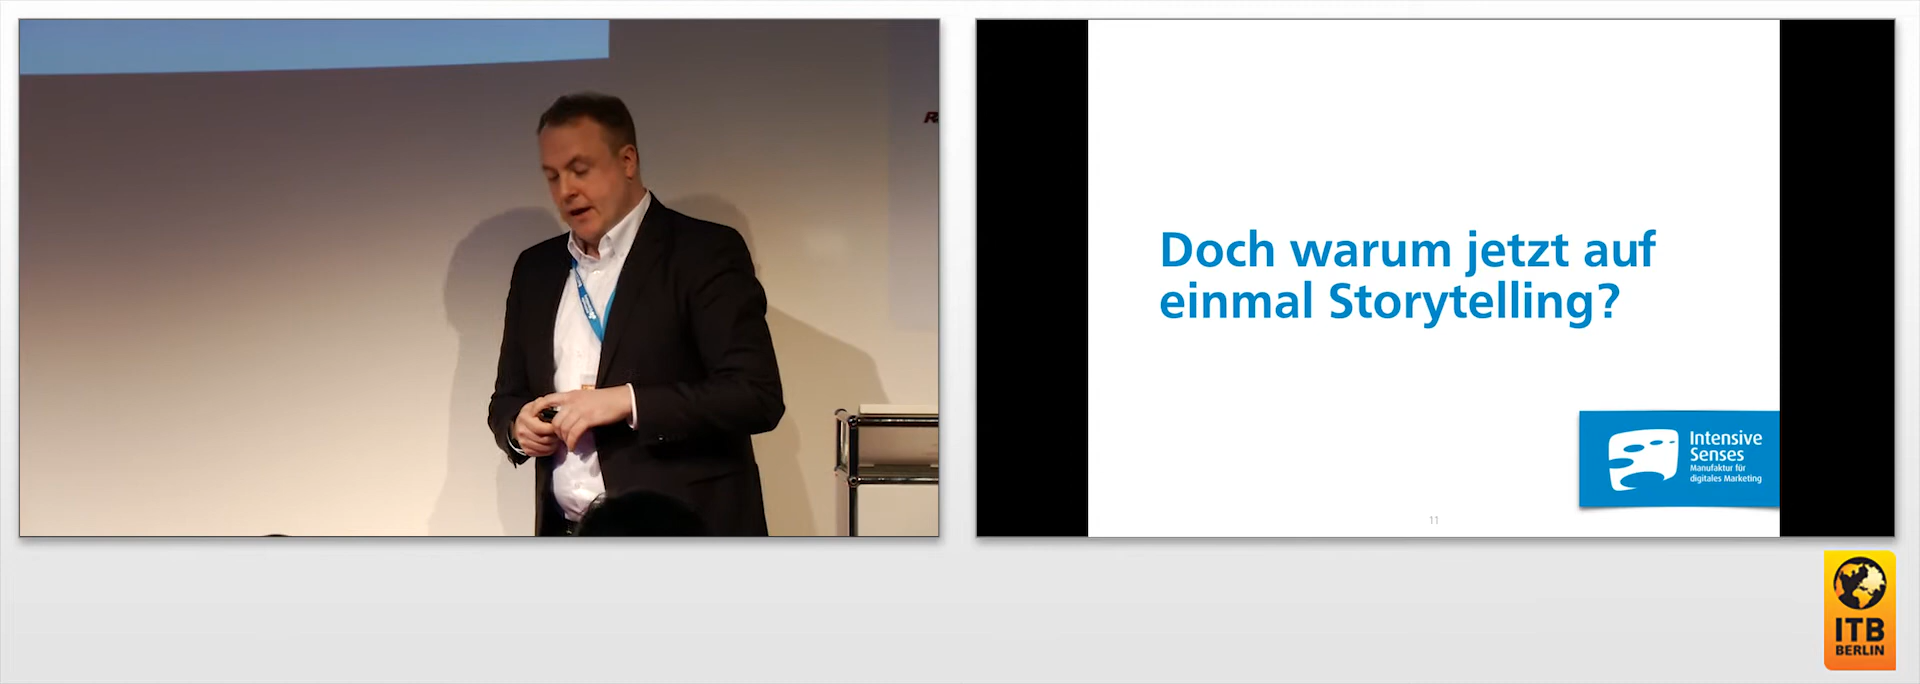 Doch warum jetzt auf
einmal Storytelling?
Intensive
Senses
Manufaktur für
digitales Marketing
11
ITB
BERLIN